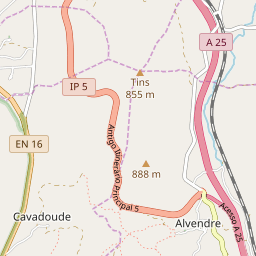 A 25
Tins
855 m
IP 5
Antigo Itinerário Principal 5
EN 16
888 m
Cavadoude
Alvendre
Acesso A 25